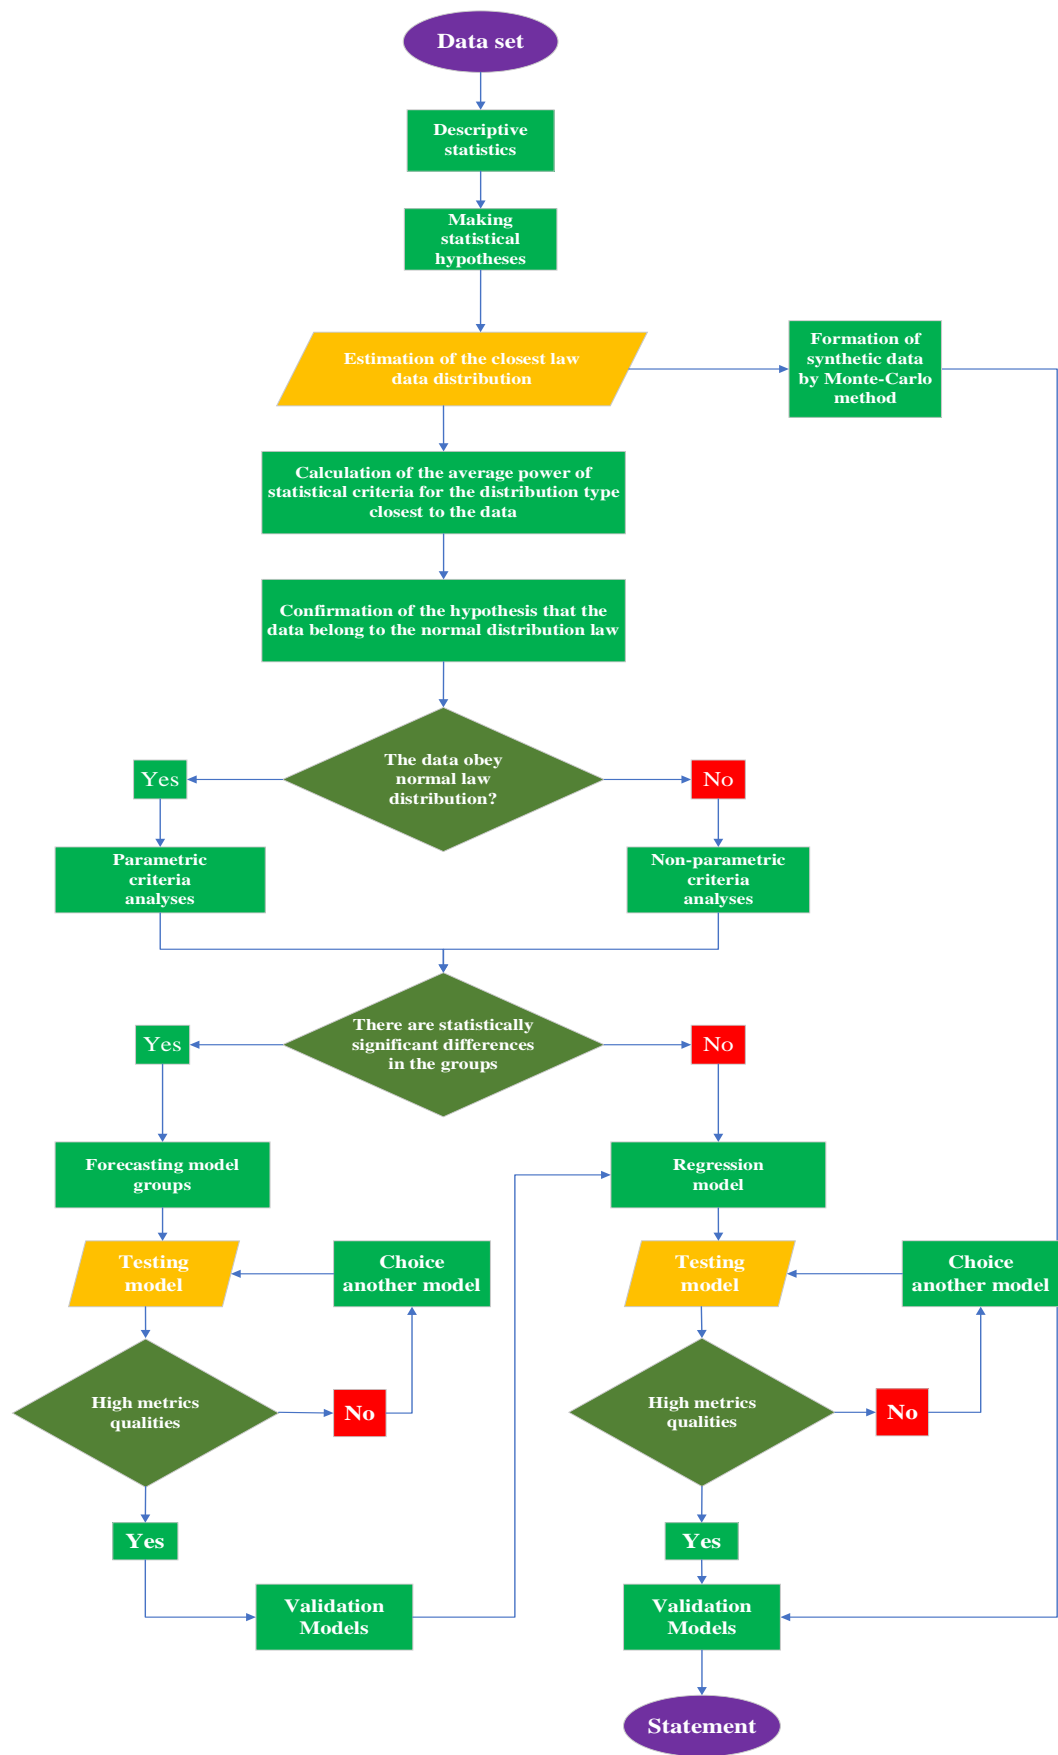 Data set
Descriptive
statistics
Making
statistical
hypotheses
Estimation of the closest law
data distribution
Formation of
synthetic data
by Monte-Carlo
method
Calculation of the average power of
statistical criteria for the distribution type
closest to the data
Confirmation of the hypothesis that the
data belong to the normal distribution law
The data obey
normal law
distribution?
Yes
No
Parametric
criteria
analyses
Non-parametric
criteria
analyses
There are statistically
significant differences
in the groups
Yes
No
Forecasting model
groups
Regression
model
Testing
model
Choice
another model
Testing
model
Choice
another model
High metrics
qualities
No
High metrics
qualities
No
Yes
Yes
Validation
Models
Validation
Models
Statement